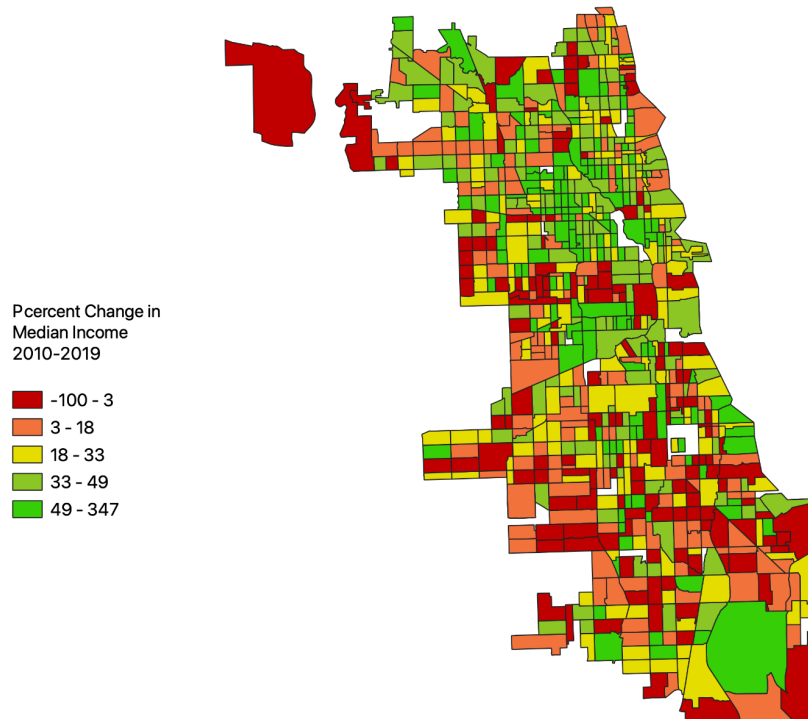 Pcercent Change in
Median Income
2010-2019
-100 - 3
3 - 18
18 - 33
33 - 49
49 - 347